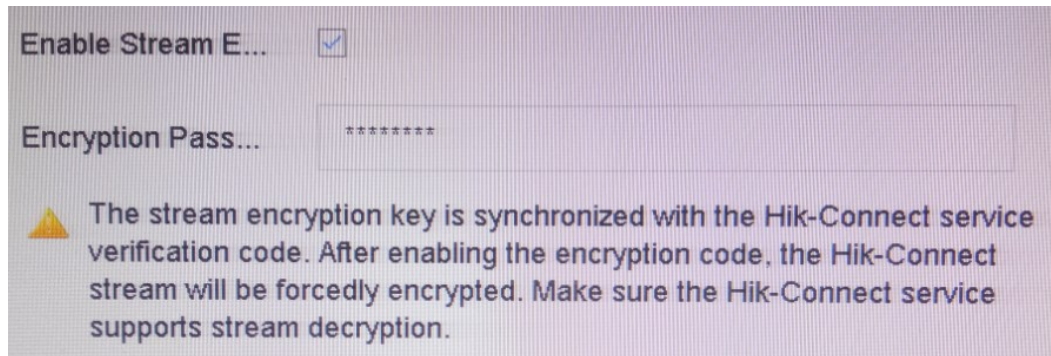 Enable Stream E...
Encryption Pass...
********
The stream encryption key is synchronized with the Hik-Connect service
verification code. After enabling the encryption code, the Hik-Connect
stream will be forcedly encrypted. Make sure the Hik-Connect service
supports stream decryption.